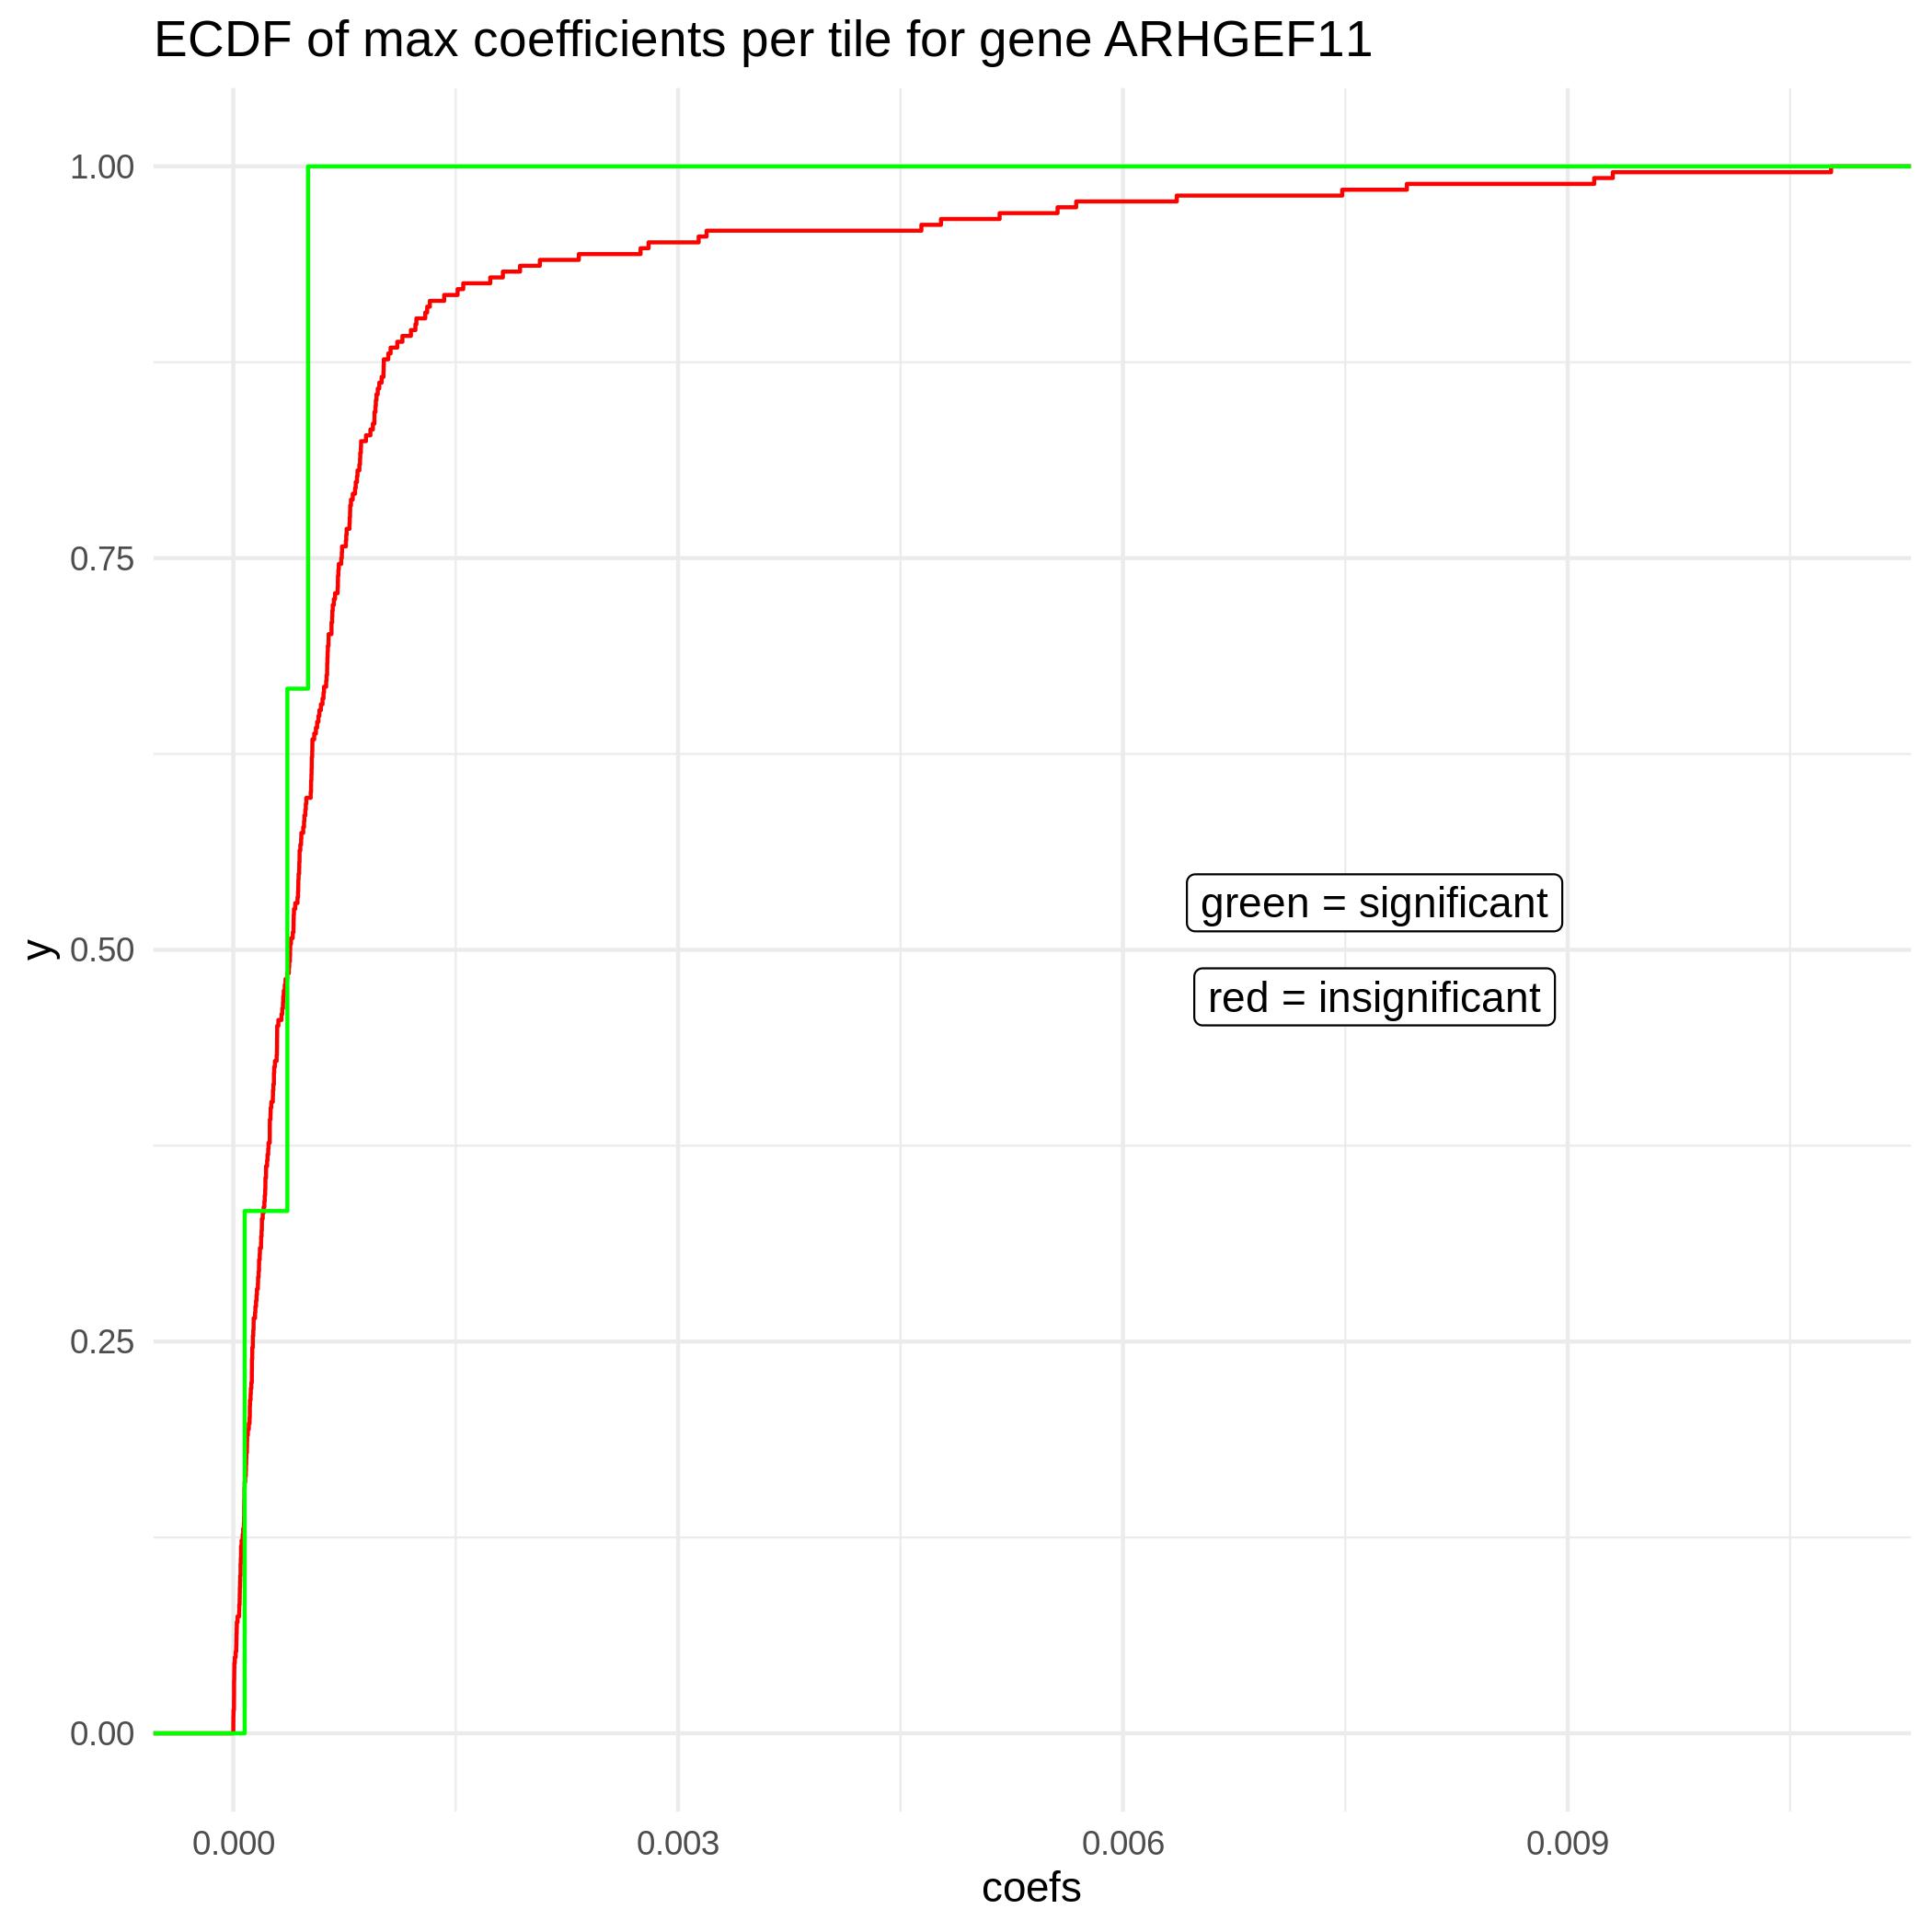 ECDF of max coefficients per tile for gene ARHGEF11
1.00
0.75
0.50
0.25
0.00
y
green = significant
red = insignificant
0.000 0.003 0.006 0.009
coefs